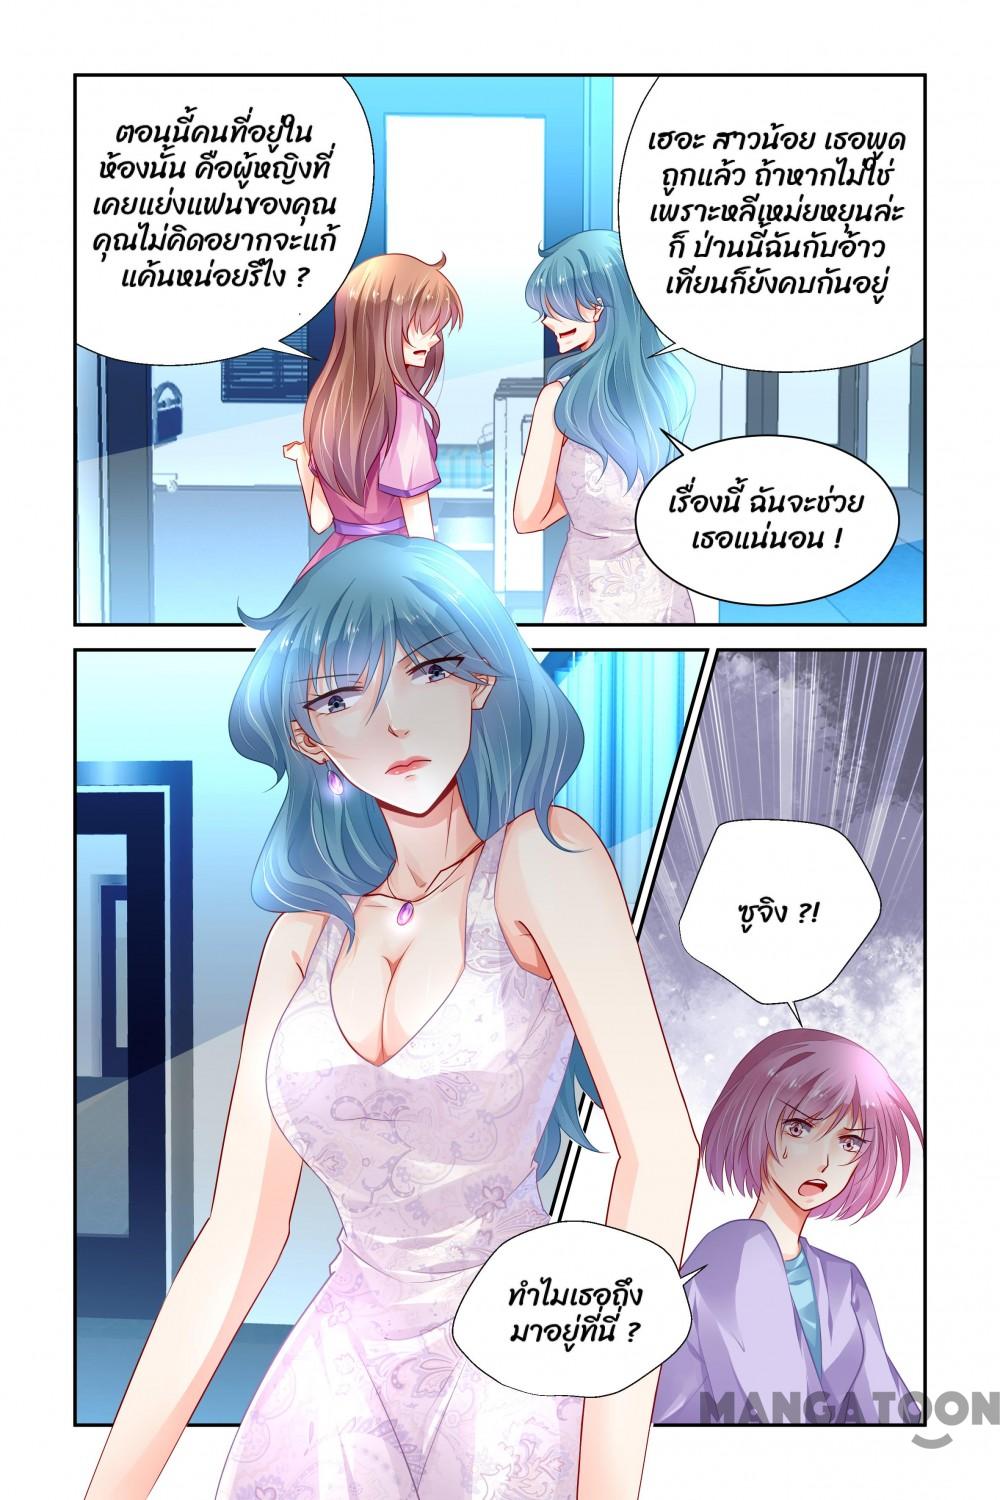 ตอนนี้คนที่อยู่ใน
ห้องนั้น คือผู้หญิงที่
เคยแย่งแฟนของคุณ
คุณไม่คิดอยากจะแก้
แค้นหน่อยรึไง ?
เฮอะ สาวน้อย เธอพูด
ถูกแล้ว ถ้าหากไม่ใช่
เพราะหลีเหม่ยหยุนล่ะ
ก็ ป่านนี้ฉันกับอ้าว
เทียนก็ยังคบกันอยู่
เรื่องนี้ ฉันจะช่วย
เธอแน่นอน !
ซูจิง ?!
ทำไมเธอถึง
มาอยู่ที่นี่ ?
MANGATOON